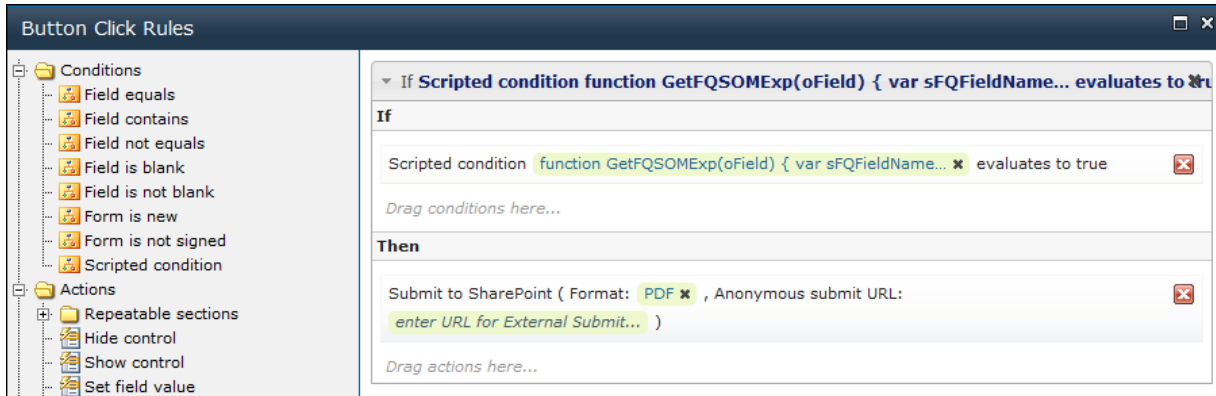 Button Click Rules
Conditions
Field equals
Field contains
Field not equals
Field is blank
Field is not blank
Form is new
Form is not signed
Scripted condition
Actions
Repeatable sections
Hide control
Show control
Set field value
If Scripted condition function GetFQSOMExp(oField) { var sFQFieldName... evaluates to tru
If
Scripted condition function GetFQSOMExp(oField) { var sFQFieldName... evaluates to true
Drag conditions here...
Then
Submit to SharePoint ( Format: PDF , Anonymous submit URL:
enter URL for External Submit... )
Drag actions here...